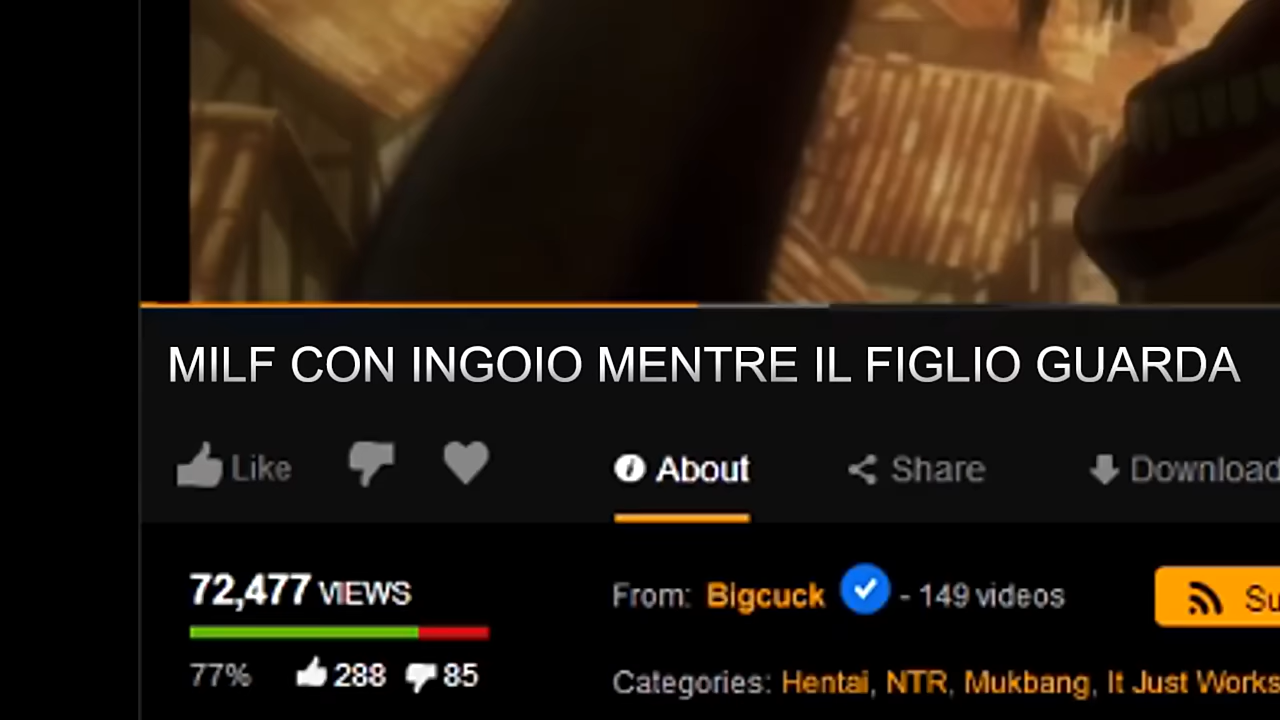 MILF CON INGOIO MENTRE IL FIGLIO GUARDA
Like About Share Download
72,477 VIEWS From: Bigcuck - 149 videos Su
77% 288 85 Categories: Hentai, NTR, Mukbang, It Just Works